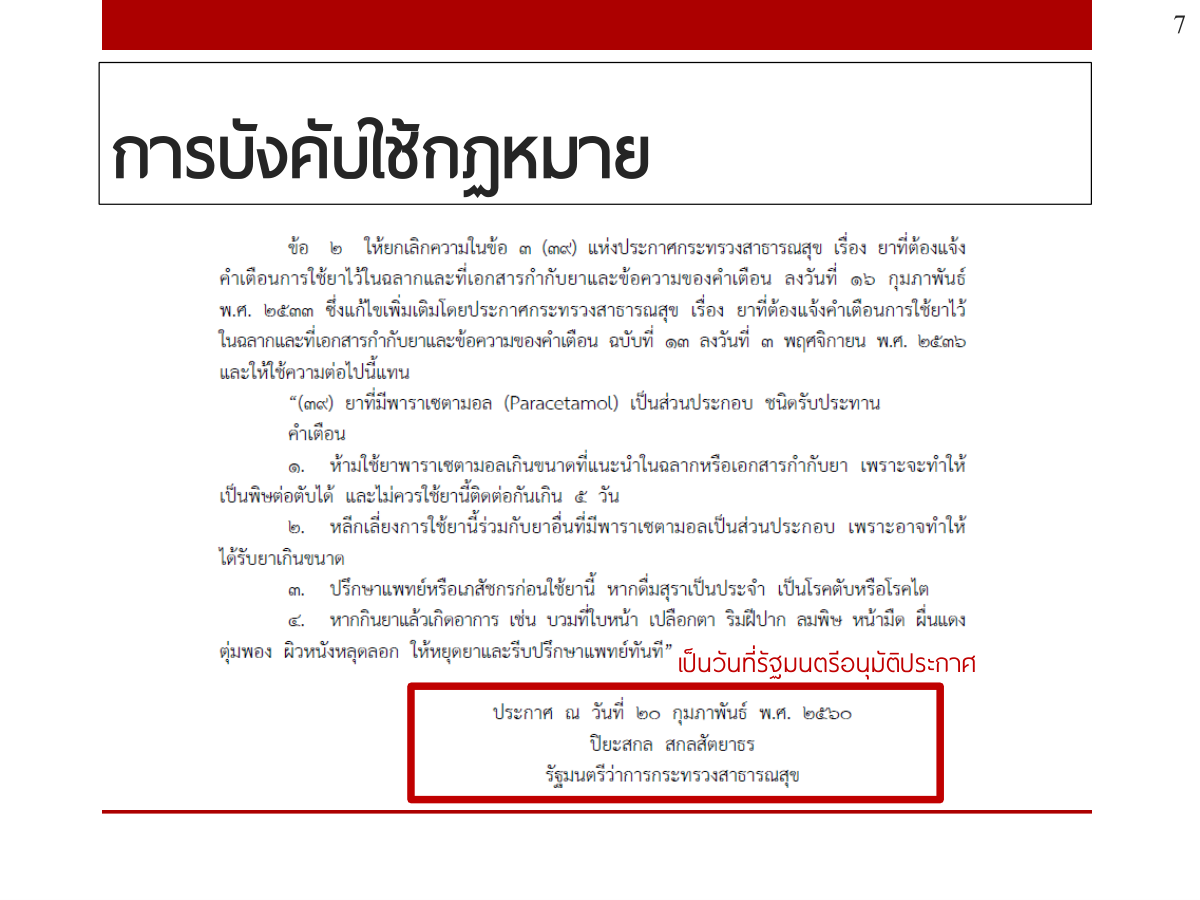 7
การบังคับใช้กฏหมาย
ข้อ ๒ ให้ยกเลิกความในข้อ ๓ (๓๙) แห่งประกาศกระทรวงสาธารณสุข เรื่อง ยาที่ต้องแจ้ง
คำเตือนการใช้ยาไว้ในฉลากและที่เอกสารกำกับยาและข้อความของคำเตือน ลงวันที่ ๑๖ กุมภาพันธ์
พ.ศ. ๒๕๓๓ ซึ่งแก้ไขเพิ่มเติมโดยประกาศกระทรวงสาธารณสุข เรื่อง ยาที่ต้องแจ้งคำเตือนการใช้ยาไว้
ในฉลากและที่เอกสารกำกับยาและข้อความของคำเตือน ฉบับที่ ๑๓ ลงวันที่ ๓ พฤศจิกายน พ.ศ. ๒๕๓๖
และให้ใช้ความต่อไปนี้แทน
“(๓๙) ยาที่มีพาราเซตามอล (Paracetamol) เป็นส่วนประกอบ ชนิดรับประทาน
คำเตือน
๑. ห้ามใช้ยาพาราเซตามอลเกินขนาดที่แนะนำในฉลากหรือเอกสารกำกับยา เพราะจะทำให้
เป็นพิษต่อตับได้ และไม่ควรใช้ยานี้ติดต่อกันเกิน ๕ วัน
๒. หลีกเลี่ยงการใช้ยานี้ร่วมกับยาอื่นที่มีพาราเซตามอลเป็นส่วนประกอบ เพราะอาจทำให้
ได้รับยาเกินขนาด
๓. ปรึกษาแพทย์หรือเภสัชกรก่อนใช้ยานี้ หากดื่มสุราเป็นประจำ เป็นโรคตับหรือโรคไต
๔. หากกินยาแล้วเกิดอาการ เช่น บวมที่ใบหน้า เปลือกตา ริมฝีปาก ลมพิษ หน้ามืด ผื่นแดง
ตุ่มพอง ผิวหนังหลุดลอก ให้หยุดยาและรีบปรึกษาแพทย์ทันที”
เป็นวันที่รัฐมนตรีอนุมัติประกาศ
ประกาศ ณ วันที่ ๒๐ กุมภาพันธ์ พ.ศ. ๒๕๖๐
ปิยะสกล สกลสัตยาธร
รัฐมนตรีว่าการกระทรวงสาธารณสุข